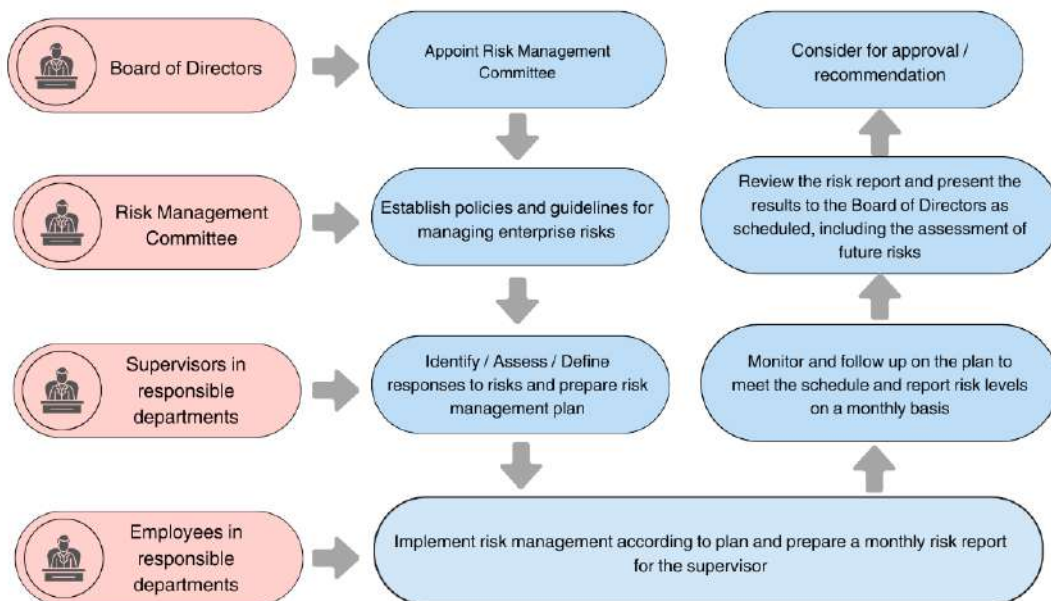 Board of Directors
Appoint Risk Management
Committee
Consider for approval /
recommendation
Risk Management
Committee
Establish policies and guidelines for
managing enterprise risks
Review the risk report and present the
results to the Board of Directors as
scheduled, including the assessment of
future risks
Supervisors in
responsible
departments
Identify / Assess / Define
responses to risks and prepare risk
management plan
Monitor and follow up on the plan to
meet the schedule and report risk levels
on a monthly basis
Employees in
responsible
departments
Implement risk management according to plan and prepare a monthly risk report
for the supervisor